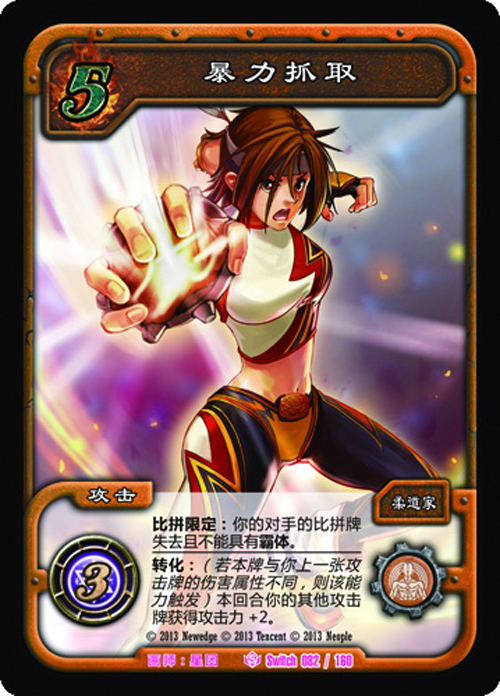 5
暴力抓取
攻击
柔道家
比拼限定：你的对手的比拼牌
失去且不能具有霸体。
转化：（若本牌与你上一张攻
击牌的伤害属性不同，则该能
力触发）本回合你的其他攻击
牌获得攻击力 +2。
3
© 2013 Newedge © 2013 Tencent © 2013 Neople
画师：星图 Switch 082 / 160